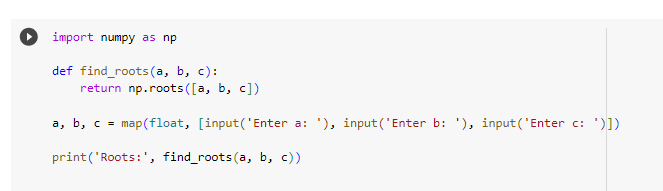 import numpy as np
def find_roots(a, b, c):
return np.roots([a, b, c])
a, b, c = map(float, [input('Enter a: '), input('Enter b: '), input('Enter c: ')])
print('Roots:', find_roots(a, b, c))